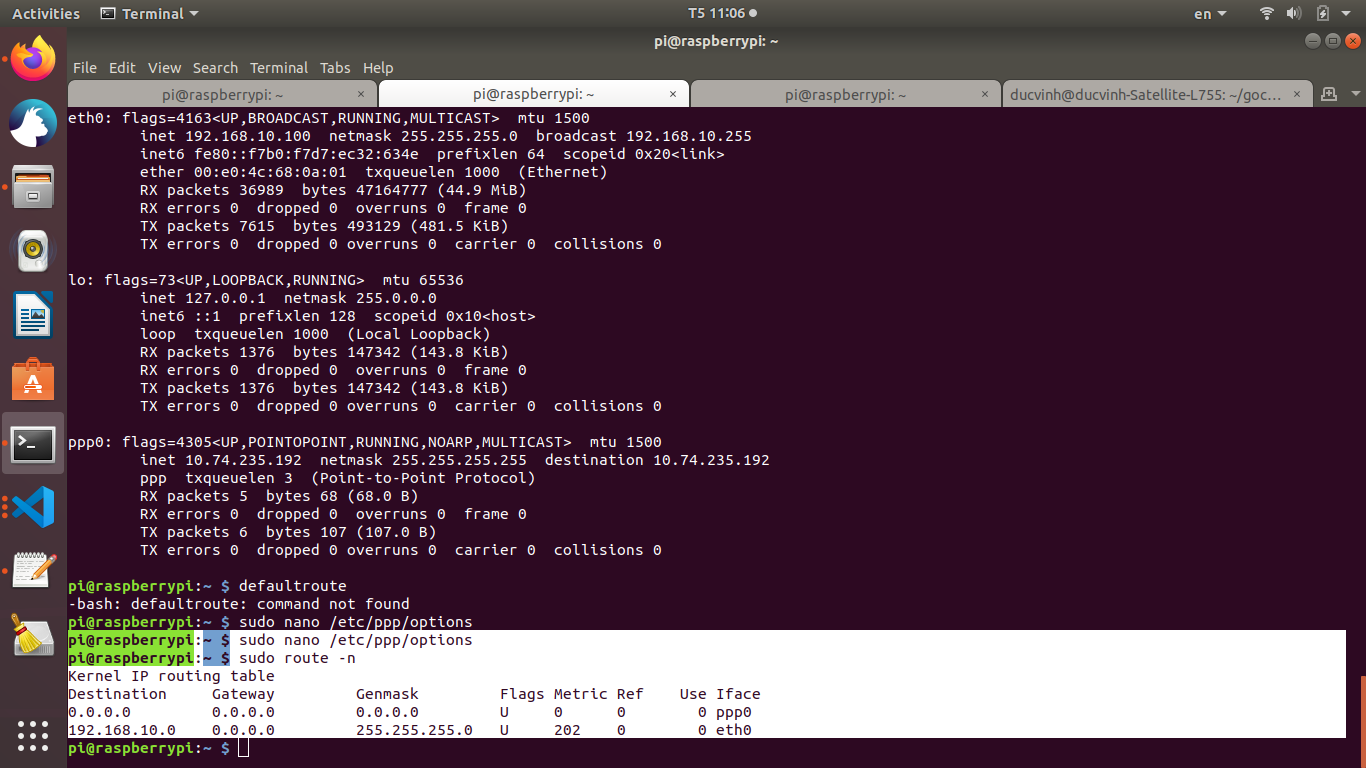 Activities Terminal T5 11:06 en
pi@raspberrypi: ~
File Edit View Search Terminal Tabs Help
pi@raspberrypi: ~ × pi@raspberrypi: ~ × pi@raspberrypi: ~ × ducvinh@ducvinh-Satellite-L755: ~/goc… ×
eth0: flags=4163<UP,BROADCAST,RUNNING,MULTICAST>  mtu 1500
        inet 192.168.10.100  netmask 255.255.255.0  broadcast 192.168.10.255
        inet6 fe80::f7b0:f7d7:ec32:634e  prefixlen 64  scopeid 0x20<link>
        ether 00:e0:4c:68:0a:01  txqueuelen 1000  (Ethernet)
        RX packets 36989  bytes 47164777 (44.9 MiB)
        RX errors 0  dropped 0  overruns 0  frame 0
        TX packets 7615  bytes 493129 (481.5 KiB)
        TX errors 0  dropped 0 overruns 0  carrier 0  collisions 0
lo: flags=73<UP,LOOPBACK,RUNNING>  mtu 65536
        inet 127.0.0.1  netmask 255.0.0.0
        inet6 ::1  prefixlen 128  scopeid 0x10<host>
        loop  txqueuelen 1000  (Local Loopback)
        RX packets 1376  bytes 147342 (143.8 KiB)
        RX errors 0  dropped 0  overruns 0  frame 0
        TX packets 1376  bytes 147342 (143.8 KiB)
        TX errors 0  dropped 0 overruns 0  carrier 0  collisions 0
ppp0: flags=4305<UP,POINTOPOINT,RUNNING,NOARP,MULTICAST>  mtu 1500
        inet 10.74.235.192  netmask 255.255.255.255  destination 10.74.235.192
        ppp  txqueuelen 3  (Point-to-Point Protocol)
        RX packets 5  bytes 68 (68.0 B)
        RX errors 0  dropped 0  overruns 0  frame 0
        TX packets 6  bytes 107 (107.0 B)
        TX errors 0  dropped 0 overruns 0  carrier 0  collisions 0
pi@raspberrypi:~ $ defaultroute
-bash: defaultroute: command not found
pi@raspberrypi:~ $ sudo nano /etc/ppp/options
pi@raspberrypi:~ $ sudo nano /etc/ppp/options
pi@raspberrypi:~ $ sudo route -n
Kernel IP routing table
Destination     Gateway         Genmask         Flags Metric Ref    Use Iface
0.0.0.0         0.0.0.0         0.0.0.0         U     0      0        0 ppp0
192.168.10.0    0.0.0.0         255.255.255.0   U     202    0        0 eth0
pi@raspberrypi:~ $